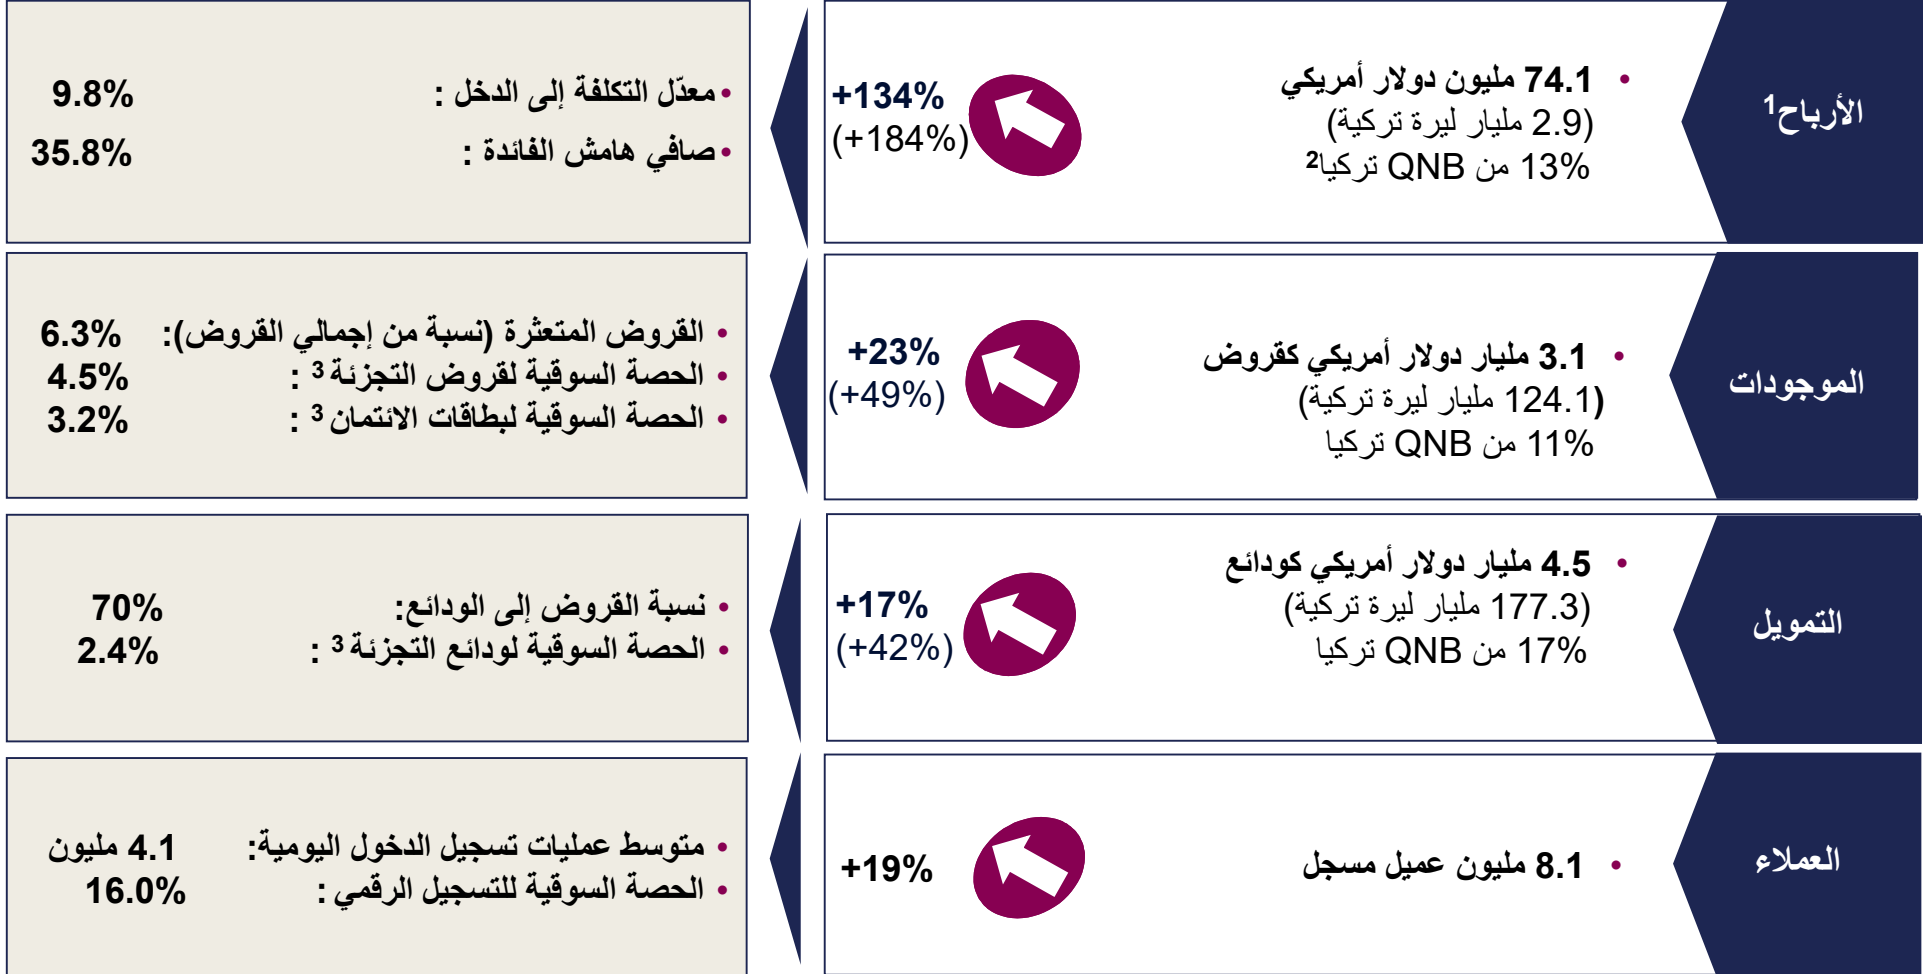 الأرباح1
• 74.1 مليون دولار أمريكي
(2.9 مليار ليرة تركية)
13% من QNB تركيا2
+134%
(+184%)
• معدّل التكلفة إلى الدخل : 9.8%
• صافي هامش الفائدة : 35.8%
الموجودات
• 3.1 مليار دولار أمريكي كقروض
(124.1 مليار ليرة تركية)
11% من QNB تركيا
+23%
(+49%)
• القروض المتعثرة (نسبة من إجمالي القروض): 6.3%
• الحصة السوقية لقروض التجزئة 3 : 4.5%
• الحصة السوقية لبطاقات الائتمان 3 : 3.2%
التمويل
• 4.5 مليار دولار أمريكي كودائع
(177.3 مليار ليرة تركية)
17% من QNB تركيا
+17%
(+42%)
• نسبة القروض إلى الودائع: 70%
• الحصة السوقية لودائع التجزئة 3 : 2.4%
العملاء
• 8.1 مليون عميل مسجل
+19%
• متوسط عمليات تسجيل الدخول اليومية: 4.1 مليون
• الحصة السوقية للتسجيل الرقمي : 16.0%